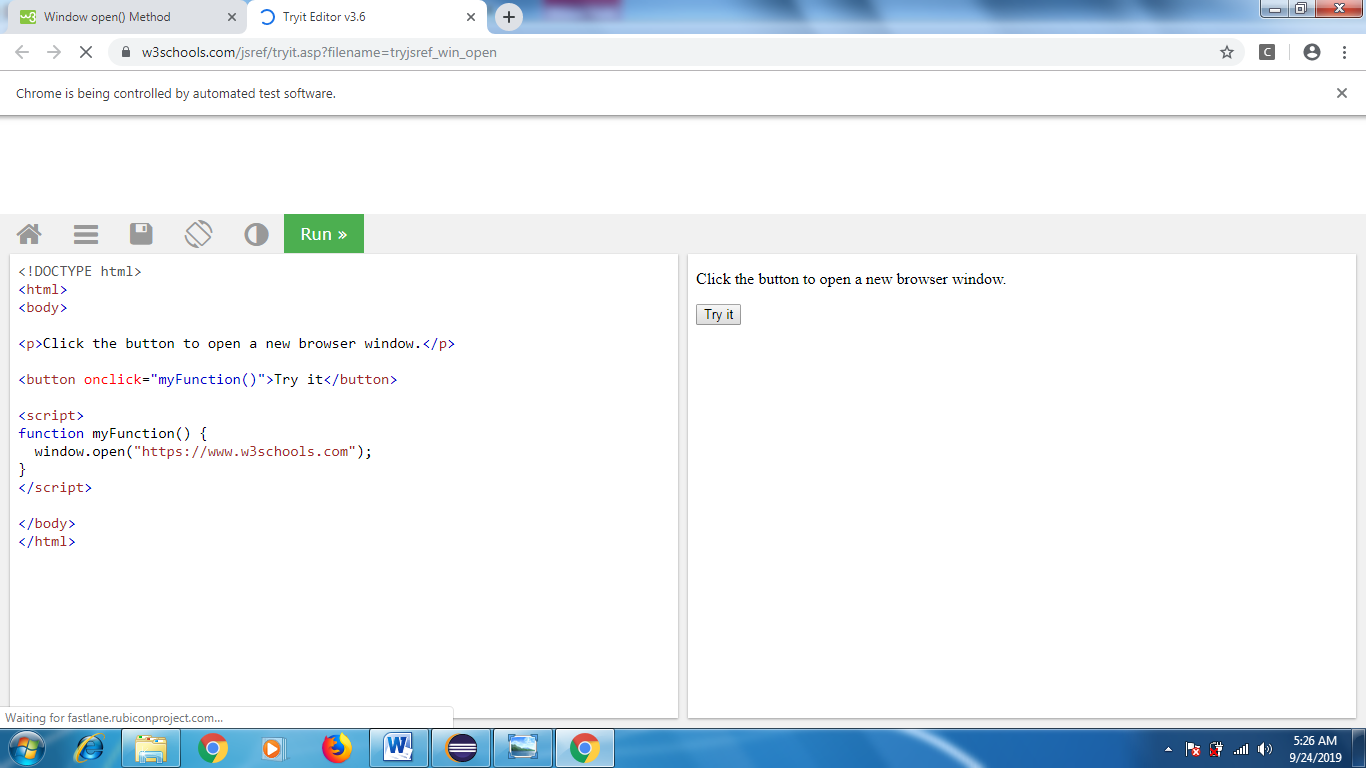 Window open() Method
Tryit Editor v3.6
w3schools.com/jsref/tryit.asp?filename=tryjsref_win_open
C
Chrome is being controlled by automated test software.
Run »
<!DOCTYPE html>
<html>
<body>
<p>Click the button to open a new browser window.</p>
<button onclick="myFunction()">Try it</button>
<script>
function myFunction() {
  window.open("https://www.w3schools.com");
}
</script>
</body>
</html>
Click the button to open a new browser window.
Try it
Waiting for fastlane.rubiconproject.com...
5:26 AM
9/24/2019